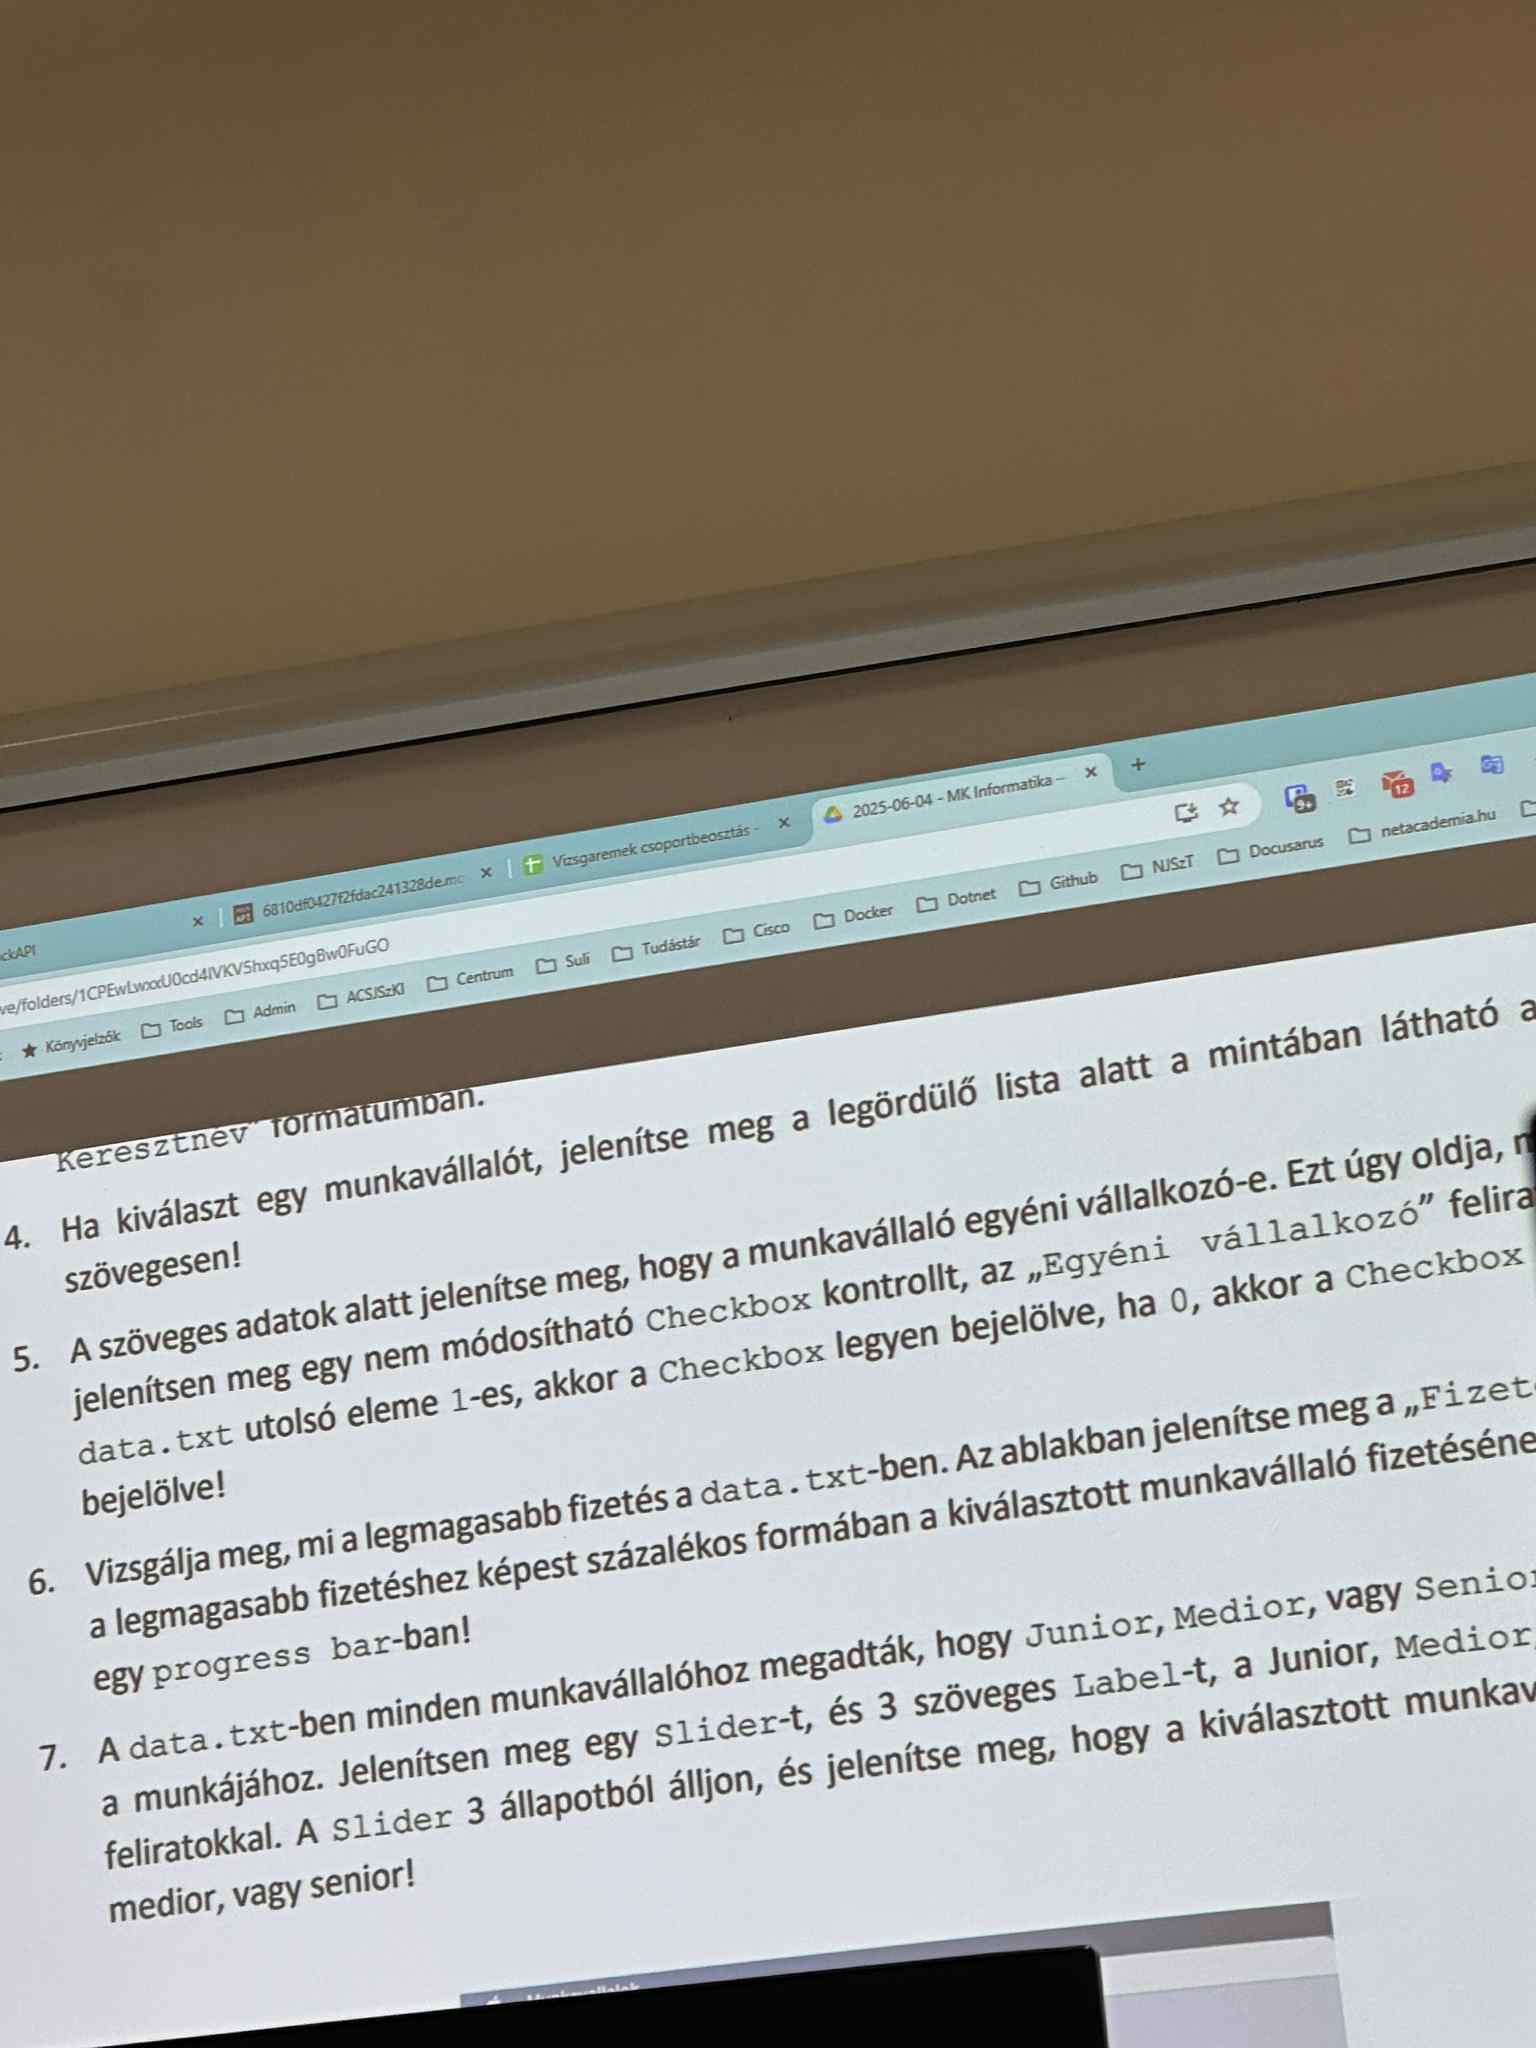 ckAPI
6810df0427f2fdac241328de.mc
Vizsgaremek csoportbeosztás -
2025-06-04 - MK Informatika –
ve/folders/1CPEwLwxxU0cd4IVKV5hxq5E0gBw0FuGO
9+
12
Könyvjelzők Tools Admin ACSJSzKI Centrum Suli Tudástár Cisco Docker Dotnet Github NJSzT Docusarus netacademia.hu
Keresztnév" formátumban.
4. Ha kiválaszt egy munkavállalót, jelenítse meg a legördülő lista alatt a mintában látható a
szövegesen!
5. A szöveges adatok alatt jelenítse meg, hogy a munkavállaló egyéni vállalkozó-e. Ezt úgy oldja,
jelenítsen meg egy nem módosítható Checkbox kontrollt, az „Egyéni vállalkozó” felira
data.txt utolsó eleme 1-es, akkor a Checkbox legyen bejelölve, ha 0, akkor a Checkbox
bejelölve!
6. Vizsgálja meg, mi a legmagasabb fizetés a data.txt-ben. Az ablakban jelenítse meg a „Fizet
a legmagasabb fizetéshez képest százalékos formában a kiválasztott munkavállaló fizetéséne
egy progress bar-ban!
7. A data.txt-ben minden munkavállalóhoz megadták, hogy Junior, Medior, vagy Senior
a munkájához. Jelenítsen meg egy Slider-t, és 3 szöveges Label-t, a Junior, Medior,
feliratokkal. A Slider 3 állapotból álljon, és jelenítse meg, hogy a kiválasztott munkav
medior, vagy senior!